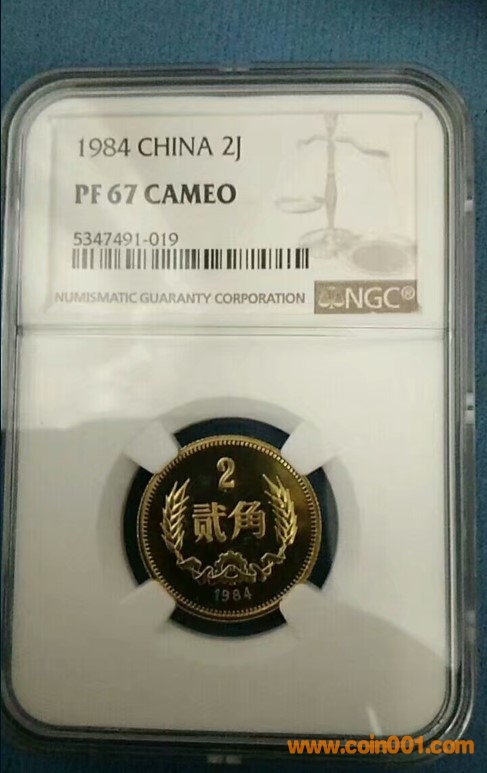 1984 CHINA 2J
PF 67 CAMEO
5347491-019
NUMISMATIC GUARANTY CORPORATION
NGC®
2
贰角
1984
www.coin001.com